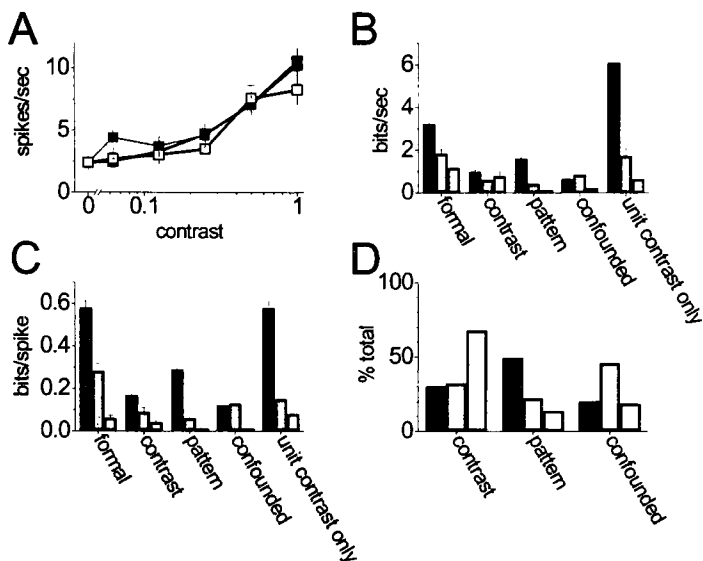 A
spikes/sec
10
5
2
0
0.1
1
contrast
B
bits/sec
6
4
2
0
formal
contrast
pattern
confounded
unit contrast only
C
bits/spike
0.6
0.4
0.2
0.0
formal
contrast
pattern
confounded
unit contrast only
D
% total
100
50
0
contrast
pattern
confounded